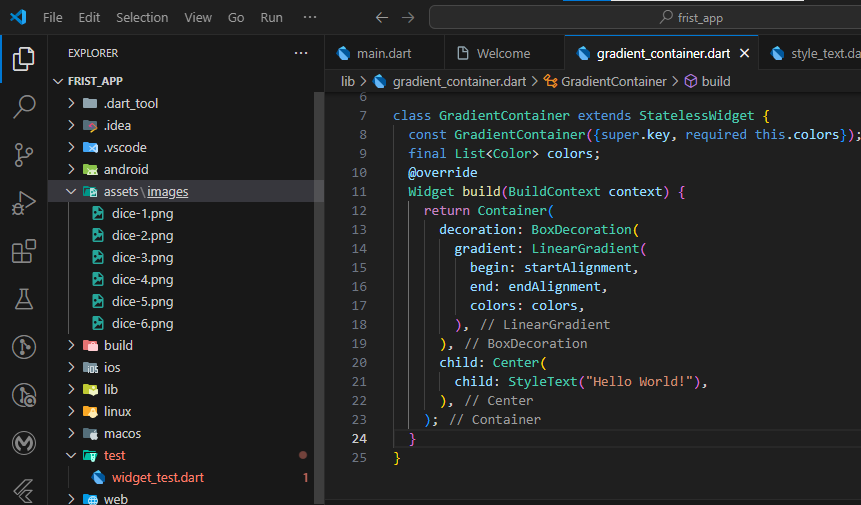 File Edit Selection View Go Run ··· ← → frist_app
EXPLORER ···
FRIST_APP
.dart_tool
.idea
.vscode
android
assets\images
dice-1.png
dice-2.png
dice-3.png
dice-4.png
dice-5.png
dice-6.png
build
ios
lib
linux
macos
test
widget_test.dart 1
web
main.dart Welcome gradient_container.dart × style_text.da
lib > gradient_container.dart > GradientContainer > build
6
7 class GradientContainer extends StatelessWidget {
8 const GradientContainer({super.key, required this.colors});
9 final List<Color> colors;
10 @override
11 Widget build(BuildContext context) {
12 return Container(
13 decoration: BoxDecoration(
14 gradient: LinearGradient(
15 begin: startAlignment,
16 end: endAlignment,
17 colors: colors,
18 ), // LinearGradient
19 ), // BoxDecoration
20 child: Center(
21 child: StyleText("Hello World!"),
22 ), // Center
23 ); // Container
24 }
25 }